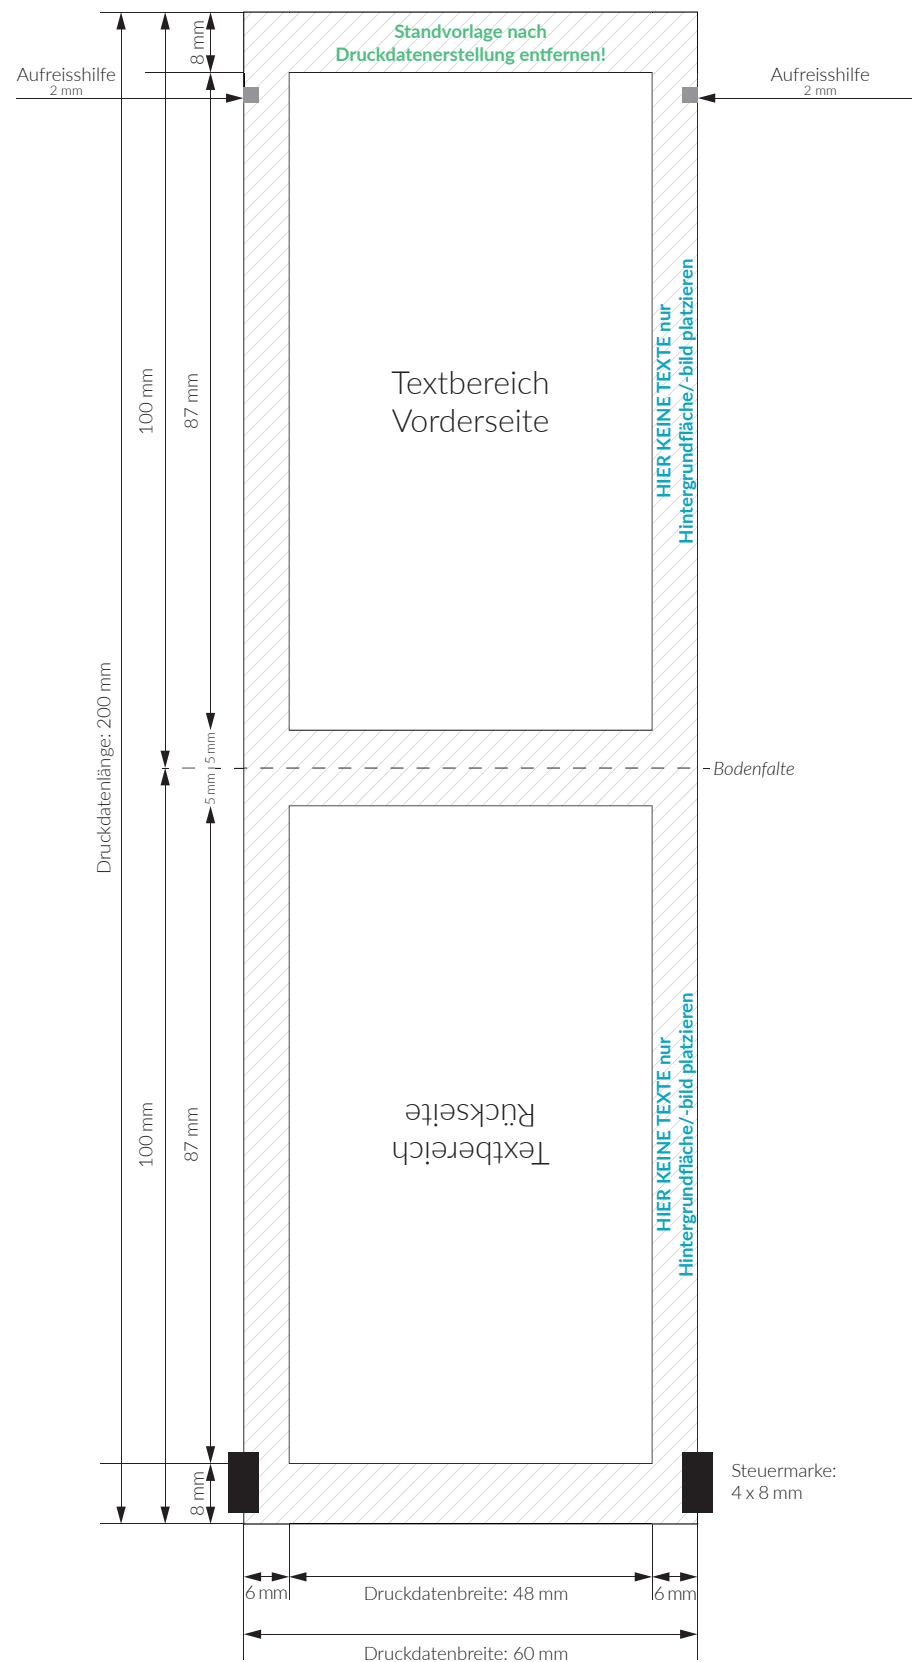 Standvorlage nach
Druckdatenerstellung entfernen!
8 mm
Aufreisshilfe
2 mm
Aufreisshilfe
2 mm
Textbereich
Vorderseite
HIER KEINE TEXTE nur
Hintergrundfläche/-bild platzieren
100 mm
87 mm
Druckdatenlänge: 200 mm
5 mm
5 mm
Bodenfalte
HIER KEINE TEXTE nur
Hintergrundfläche/-bild platzieren
Textbereich
Rückseite
100 mm
87 mm
8 mm
Steuermarke:
4 x 8 mm
6 mm
Druckdatenbreite: 48 mm
6 mm
Druckdatenbreite: 60 mm